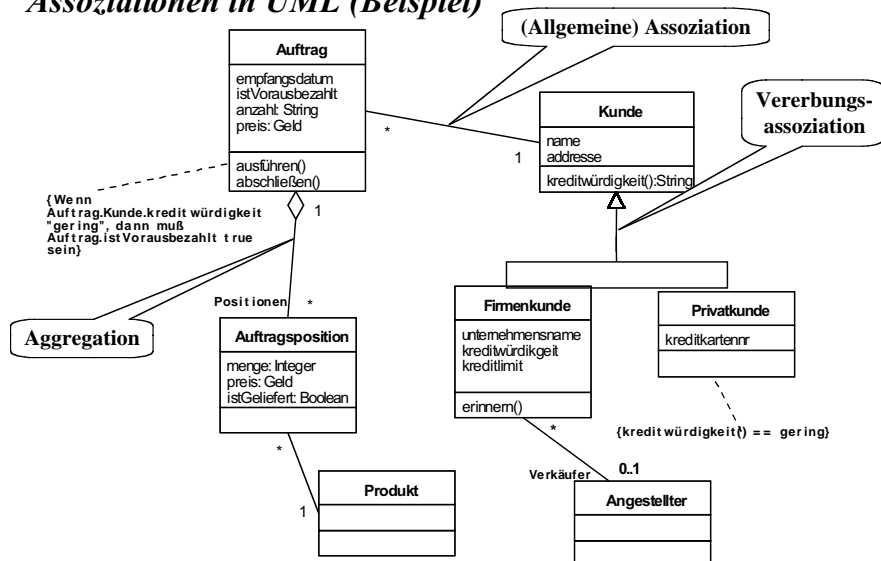 Assoziationen in UML (Beispiel)
(Allgemeine) Assoziation
Auftrag
empfangsdatum
istVorausbezahlt
anzahl: String
preis: Geld
ausführen()
abschließen()
*
1
Kunde
name
addresse
kreditwürdigkeit():String
Vererbungs-
assoziation
{Wenn
Auftrag.Kunde.kreditwürdigkeit
"gering", dann muß
Auftrag.istVorausbezahlt true
sein}
1
Positionen
*
Aggregation
Auftragsposition
menge: Integer
preis: Geld
istGeliefert: Boolean
Firmenkunde
unternehmensname
kreditwürdikgeit
kreditlimit
erinnern()
Privatkunde
kreditkartennr
{kreditwürdigkeit() == gering}
*
1
Produkt
*
Verkäufer
0..1
Angestellter